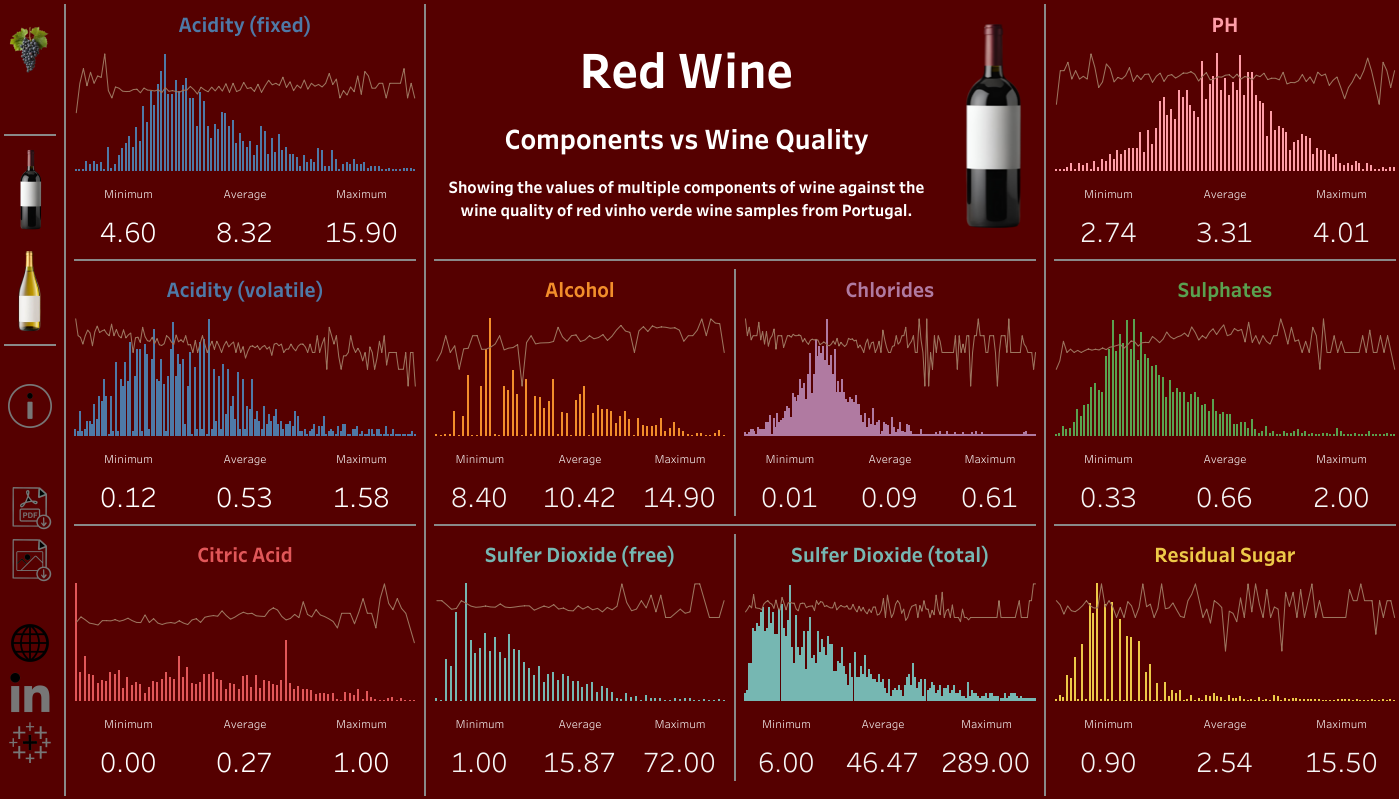 Acidity (fixed)
Minimum Average Maximum
4.60 8.32 15.90
Red Wine
Components vs Wine Quality
Showing the values of multiple components of wine against the
wine quality of red vinho verde wine samples from Portugal.
PH
Minimum Average Maximum
2.74 3.31 4.01
Acidity (volatile)
Minimum Average Maximum
0.12 0.53 1.58
Alcohol
Minimum Average Maximum
8.40 10.42 14.90
Chlorides
Minimum Average Maximum
0.01 0.09 0.61
Sulphates
Minimum Average Maximum
0.33 0.66 2.00
PDF
Citric Acid
Minimum Average Maximum
0.00 0.27 1.00
Sulfer Dioxide (free)
Minimum Average Maximum
1.00 15.87 72.00
Sulfer Dioxide (total)
Minimum Average Maximum
6.00 46.47 289.00
Residual Sugar
Minimum Average Maximum
0.90 2.54 15.50
in